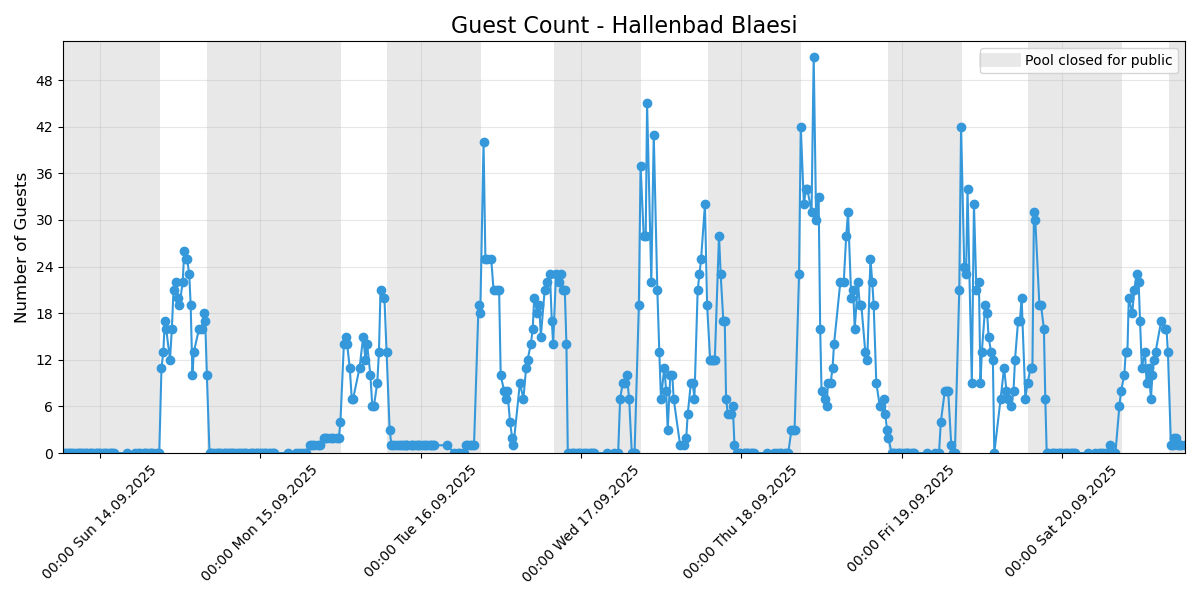 Guest Count - Hallenbad Blaesi
Pool closed for public
Number of Guests
48
42
36
30
24
18
12
6
0
00:00 Sun 14.09.2025
00:00 Mon 15.09.2025
00:00 Tue 16.09.2025
00:00 Wed 17.09.2025
00:00 Thu 18.09.2025
00:00 Fri 19.09.2025
00:00 Sat 20.09.2025